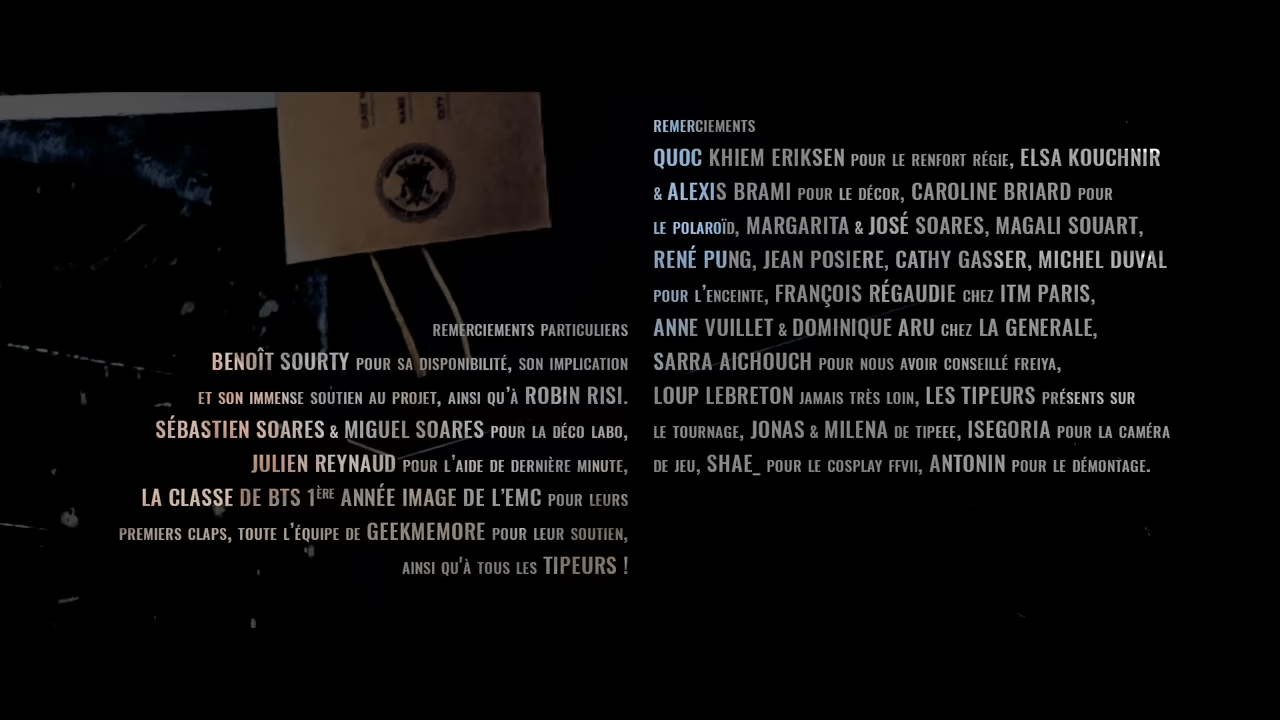 REMERCIEMENTS PARTICULIERS
BENOÎT SOURTY POUR SA DISPONIBILITÉ, SON IMPLICATION
ET SON IMMENSE SOUTIEN AU PROJET, AINSI QU'À ROBIN RISI.
SÉBASTIEN SOARES & MIGUEL SOARES POUR LA DÉCO LABO,
JULIEN REYNAUD POUR L'AIDE DE DERNIÈRE MINUTE,
LA CLASSE DE BTS 1ÈRE ANNÉE IMAGE DE L'EMC POUR LEURS
PREMIERS CLAPS, TOUTE L'ÉQUIPE DE GEEKMEMORE POUR LEUR SOUTIEN,
AINSI QU'À TOUS LES TIPEURS !
REMERCIEMENTS
QUOC KHIEM ERIKSEN POUR LE RENFORT RÉGIE, ELSA KOUCHNIR
& ALEXIS BRAMI POUR LE DÉCOR, CAROLINE BRIARD POUR
LE POLAROÏD, MARGARITA & JOSÉ SOARES, MAGALI SOUART,
RENÉ PUNG, JEAN POSIERE, CATHY GASSER, MICHEL DUVAL
POUR L'ENCEINTE, FRANÇOIS RÉGAUDIE CHEZ ITM PARIS,
ANNE VUILLET & DOMINIQUE ARU CHEZ LA GENERALE,
SARRA AICHOUCH POUR NOUS AVOIR CONSEILLÉ FREIYA,
LOUP LEBRETON JAMAIS TRÈS LOIN, LES TIPEURS PRÉSENTS SUR
LE TOURNAGE, JONAS & MILENA DE TIPEEE, ISEGORIA POUR LA CAMÉRA
DE JEU, SHAE_ POUR LE COSPLAY FFVII, ANTONIN POUR LE DÉMONTAGE.